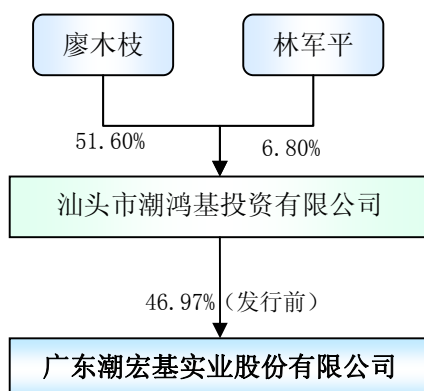 廖木枝
林军平
51.60%
6.80%
汕头市潮鸿基投资有限公司
46.97%(发行前)
广东潮宏基实业股份有限公司